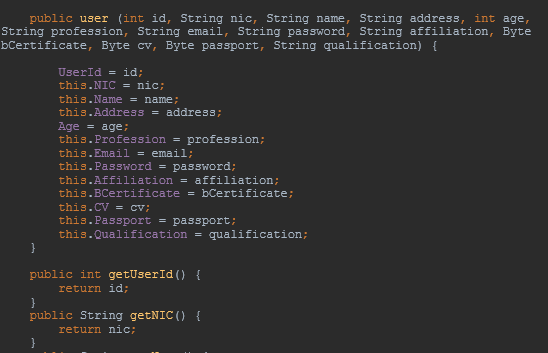 public user (int id, String nic, String name, String address, int age,
String profession, String email, String password, String affiliation, Byte
bCertificate, Byte cv, Byte passport, String qualification) {
UserId = id;
this.NIC = nic;
this.Name = name;
this.Address = address;
Age = age;
this.Profession = profession;
this.Email = email;
this.Password = password;
this.Affiliation = affiliation;
this.BCertificate = bCertificate;
this.CV = cv;
this.Passport = passport;
this.Qualification = qualification;
}
public int getUserId() {
return id;
}
public String getNIC() {
return nic;
}